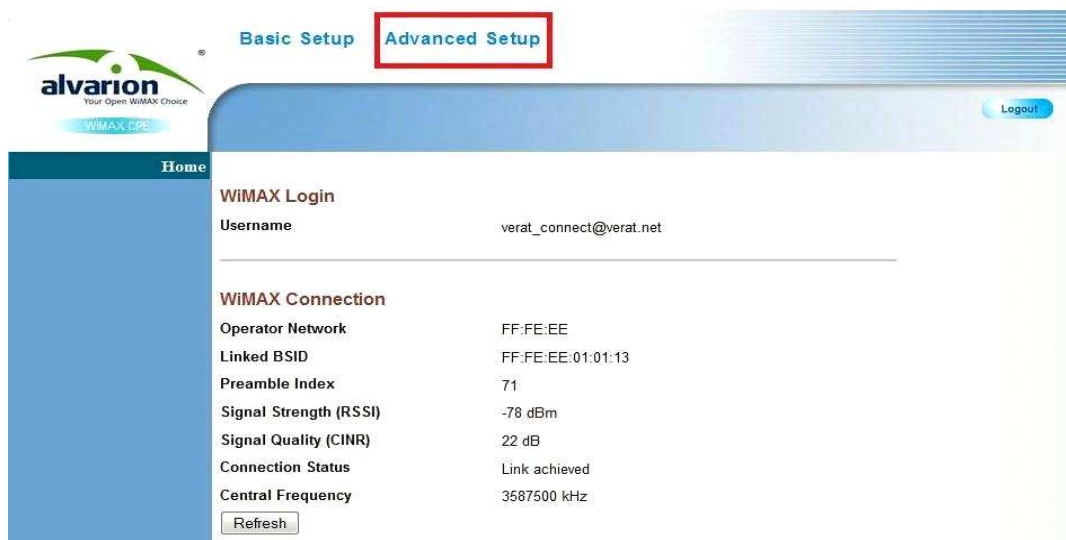 Basic Setup Advanced Setup
®
alvarion
Your Open WiMAX Choice
WiMAX CPE
Logout
Home
WiMAX Login
Username verat_connect@verat.net
WiMAX Connection
Operator Network FF:FE:EE
Linked BSID FF:FE:EE:01:01:13
Preamble Index 71
Signal Strength (RSSI) -78 dBm
Signal Quality (CINR) 22 dB
Connection Status Link achieved
Central Frequency 3587500 kHz
Refresh